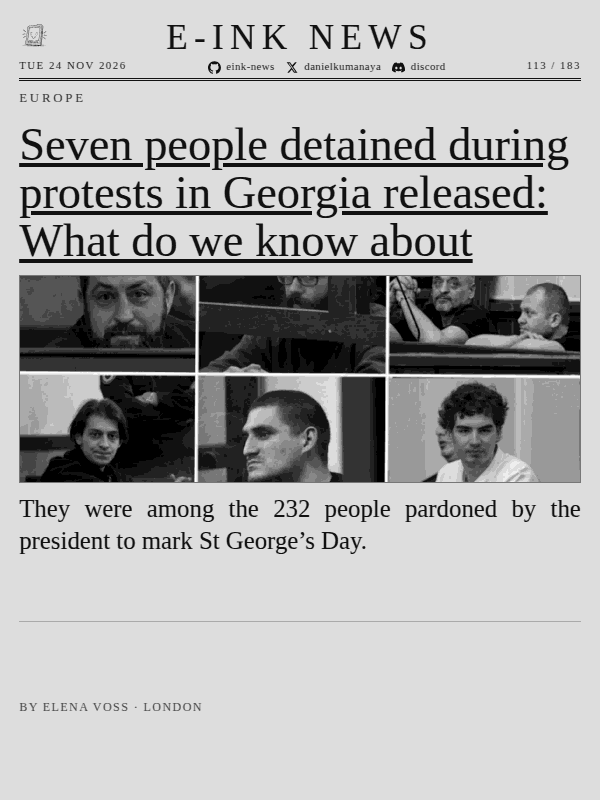 E-INK NEWS
TUE 24 NOV 2026
eink-news
danielkumanaya
discord
113 / 183
EUROPE
Seven people detained during
protests in Georgia released:
What do we know about
They were among the 232 people pardoned by the
president to mark St George’s Day.
BY ELENA VOSS · LONDON